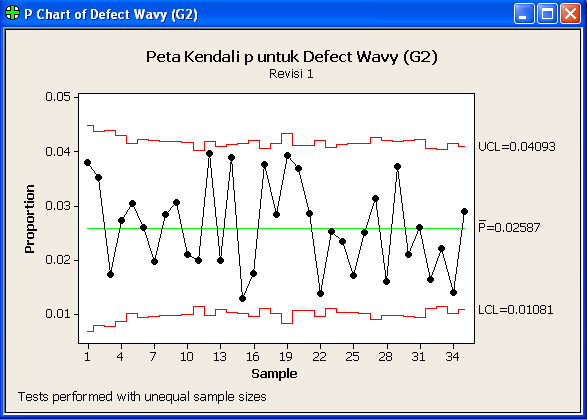 P Chart of Defect Wavy (G2)
Peta Kendali p untuk Defect Wavy (G2)
Revisi 1
0.05
0.04
0.03
0.02
0.01
Proportion
UCL=0.04093
P̅=0.02587
LCL=0.01081
1 4 7 10 13 16 19 22 25 28 31 34
Sample
Tests performed with unequal sample sizes